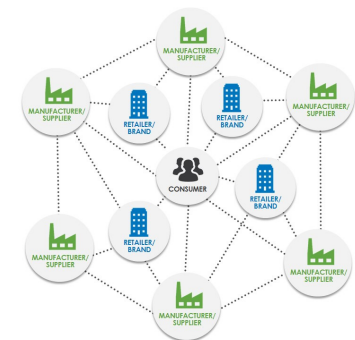 MANUFACTURER/
SUPPLIER
MANUFACTURER/
SUPPLIER
RETAILER/
BRAND
RETAILER/
BRAND
MANUFACTURER/
SUPPLIER
CONSUMER
RETAILER/
BRAND
RETAILER/
BRAND
MANUFACTURER/
SUPPLIER
MANUFACTURER/
SUPPLIER
MANUFACTURER/
SUPPLIER